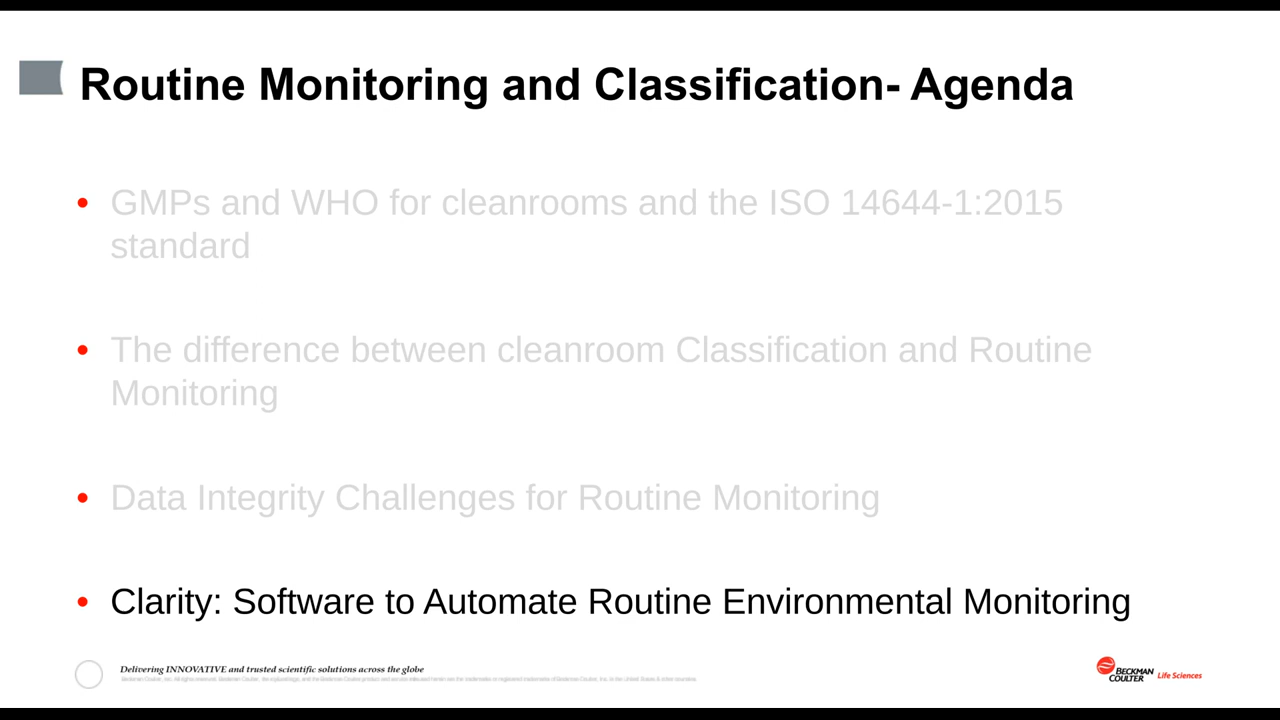 Routine Monitoring and Classification- Agenda
• GMPs and WHO for cleanrooms and the ISO 14644-1:2015
standard
• The difference between cleanroom Classification and Routine
Monitoring
• Data Integrity Challenges for Routine Monitoring
• Clarity: Software to Automate Routine Environmental Monitoring
Delivering INNOVATIVE and trusted scientific solutions across the globe
BECKMAN
COULTER Life Sciences